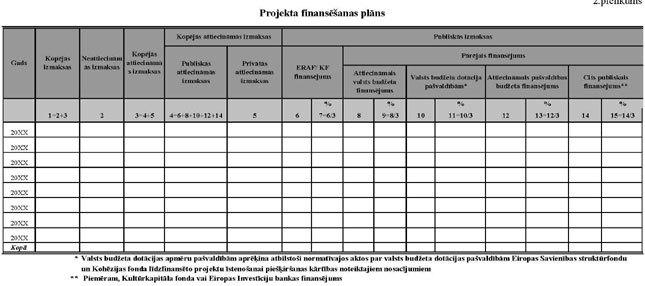 2.pielikums
Projekta finansēšanas plāns
Gads
Kopējās izmaksas
Neattiecināmās izmaksas
Kopējās attiecināmās izmaksas
Kopējās attiecināmās izmaksas
Publiskās attiecināmās izmaksas
Privātās attiecināmās izmaksas
Publiskās izmaksas
ERAF/ KF finansējums
Pārējais finansējums
Attiecināmais valsts budžeta finansējums
Valsts budžeta dotācija pašvaldībām*
Attiecināmais pašvaldības budžeta finansējums
Cits publiskais finansējums**
% % % % %
1=2+3 2 3=4+5 4=6+8+10+12+14 5 6 7=6/3 8 9=8/3 10 11=10/3 12 13=12/3 14 15=14/3
20XX
20XX
20XX
20XX
20XX
20XX
20XX
20XX
Kopā
* Valsts budžeta dotācijas apmēru pašvaldībām aprēķina atbilstoši normatīvajos aktos par valsts budžeta dotācijas pašvaldībām Eiropas Savienības struktūrfondu
un Kohēzijas fonda līdzfinansēto projektu īstenošanai piešķiršanas kārtības noteiktajiem nosacījumiem
** Piemēram, Kultūrkapitāla fonda vai Eiropas Investīciju bankas finansējums